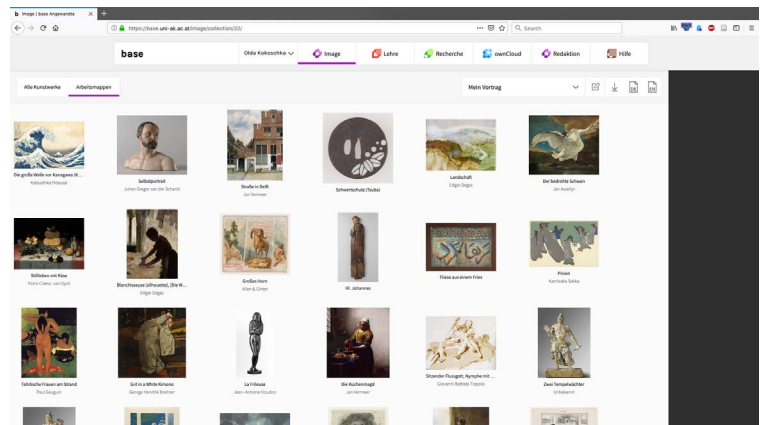 Image | base Angewandte
https://base.uni-ak.ac.at/image/collection/32/
Search
base
Olda Kokoschka
Image
Lehre
Recherche
ownCloud
Redaktion
Hilfe
Alle Kunstwerke
Arbeitsmappen
Mein Vortrag
DE
EN
Die große Welle vor Kanagawa (K...
Katsushika Hokusai
Selbstportrait
Johan Gregor van der Schardt
Straße in Delft
Jan Vermeer
Schwertschutz (Tsuba)
Landschaft
Edgar Degas
Der bedrohte Schwan
Jan Asselijn
Stillleben mit Käse
Floris Claesz. van Dyck
Blanchisseuse (silhouette), (Die W...
Edgar Degas
Großes Horn
Allen & Ginter
Hl. Johannes
Fliese aus einem Fries
Pinien
Kamisaka Sekka
Tahitische Frauen am Strand
Paul Gauguin
Girl in a White Kimono
George Hendrik Breitner
La Frileuse
Jean-Antoine Houdon
Die Küchenmagd
Jan Vermeer
Sitzender Flussgott, Nymphe mit ...
Giovanni Battista Tiepolo
Zwei Tempelwächter
Unbekannt